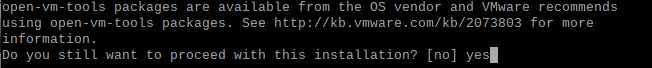 open-vm-tools packages are available from the OS vendor and VMware recommends
using open-vm-tools packages. See http://kb.vmware.com/kb/2073803 for more
information.
Do you still want to proceed with this installation? [no] yes